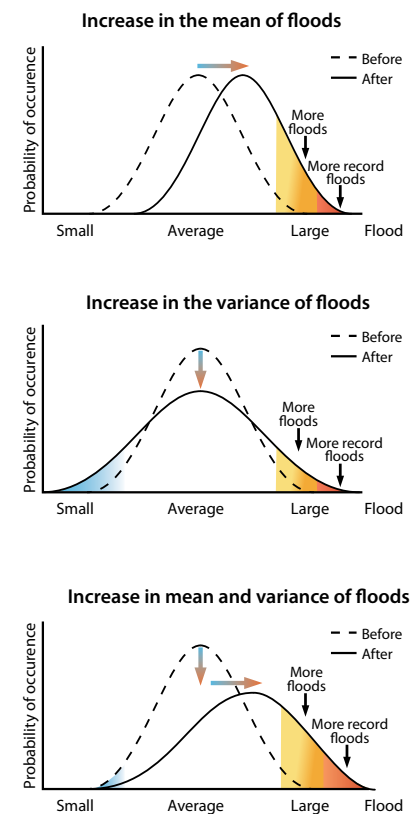 Increase in the mean of floods
Before
After
Probability of occurence
More
floods
More record
floods
Small Average Large Flood
Increase in the variance of floods
Before
After
Probability of occurence
More
floods
More record
floods
Small Average Large Flood
Increase in mean and variance of floods
Before
After
Probability of occurence
More
floods
More record
floods
Small Average Large Flood